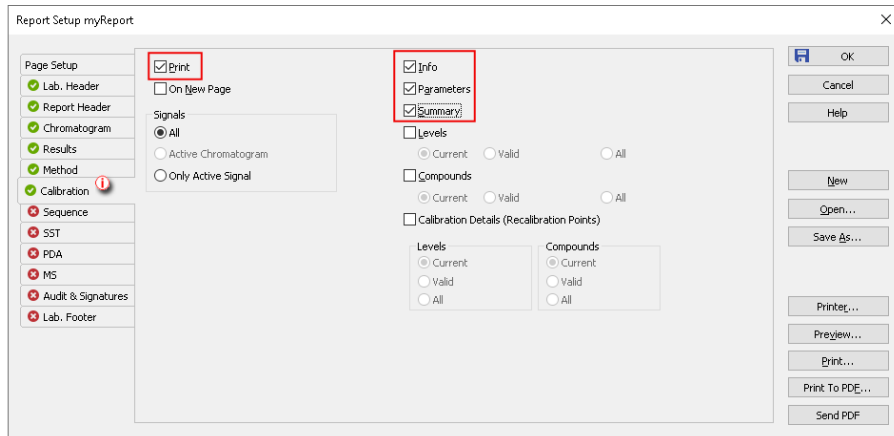 Report Setup myReport
Page Setup
Lab. Header
Report Header
Chromatogram
Results
Method
Calibration
Sequence
SST
PDA
MS
Audit & Signatures
Lab. Footer
Print
On New Page
Signals
All
Active Chromatogram
Only Active Signal
Info
Parameters
Summary
Levels
Current Valid All
Compounds
Current Valid All
Calibration Details (Recalibration Points)
Levels
Current
Valid
All
Compounds
Current
Valid
All
OK
Cancel
Help
New
Open...
Save As...
Printer...
Preview...
Print...
Print To PDF...
Send PDF